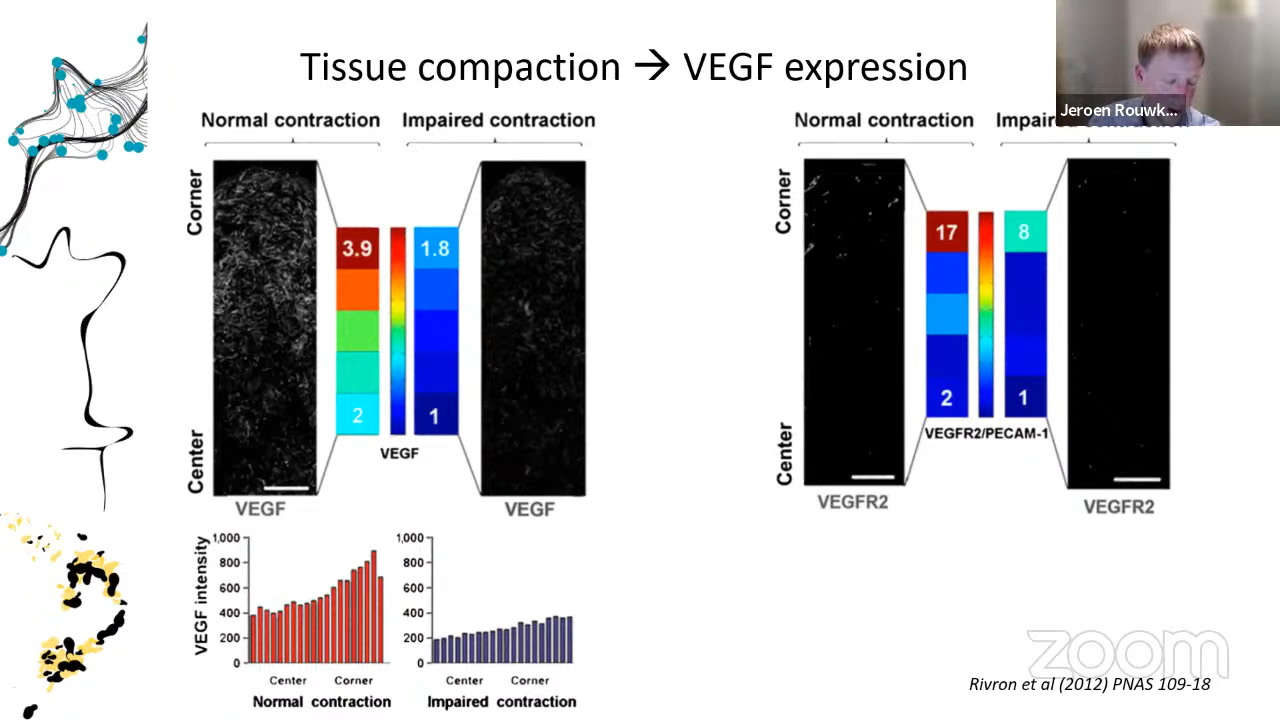 Tissue compaction → VEGF expression
Jeroen Rouwk...
Normal contraction
Impaired contraction
Corner
Center
3.9
1.8
2
1
VEGF
VEGF
VEGF
1,000
800
600
400
200
0
VEGF intensity
Center
Corner
Normal contraction
1,000
800
600
400
200
0
Center
Corner
Impaired contraction
Normal contraction
Corner
Center
17
8
2
1
VEGFR2/PECAM-1
VEGFR2
VEGFR2
zoom
Rivron et al (2012) PNAS 109-18